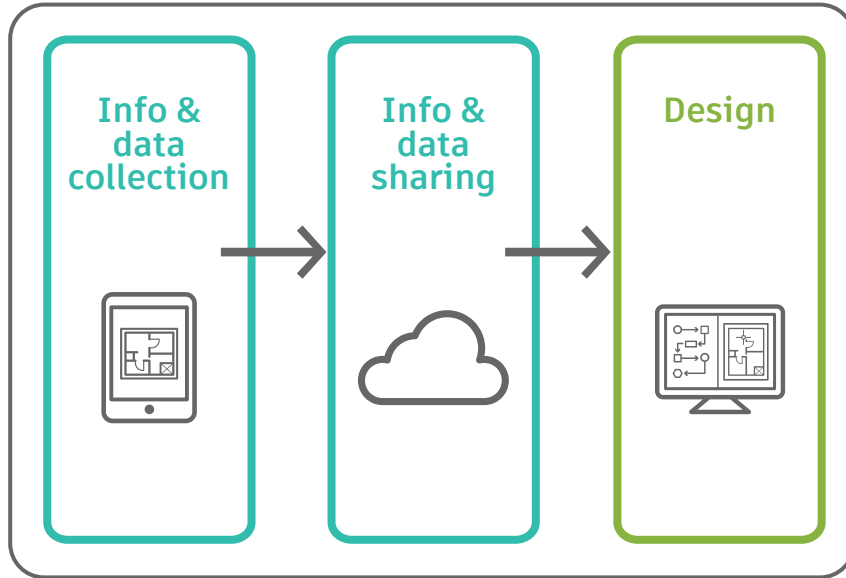 Info &
data
collection
Info &
data
sharing
Design